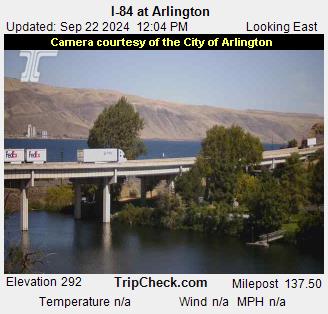 I-84 at Arlington
Updated: Sep 22 2024 12:04 PM Looking East
Camera courtesy of the City of Arlington
FedEx FedEx
Elevation 292 TripCheck.com Milepost 137.50
Temperature n/a Wind n/a MPH n/a